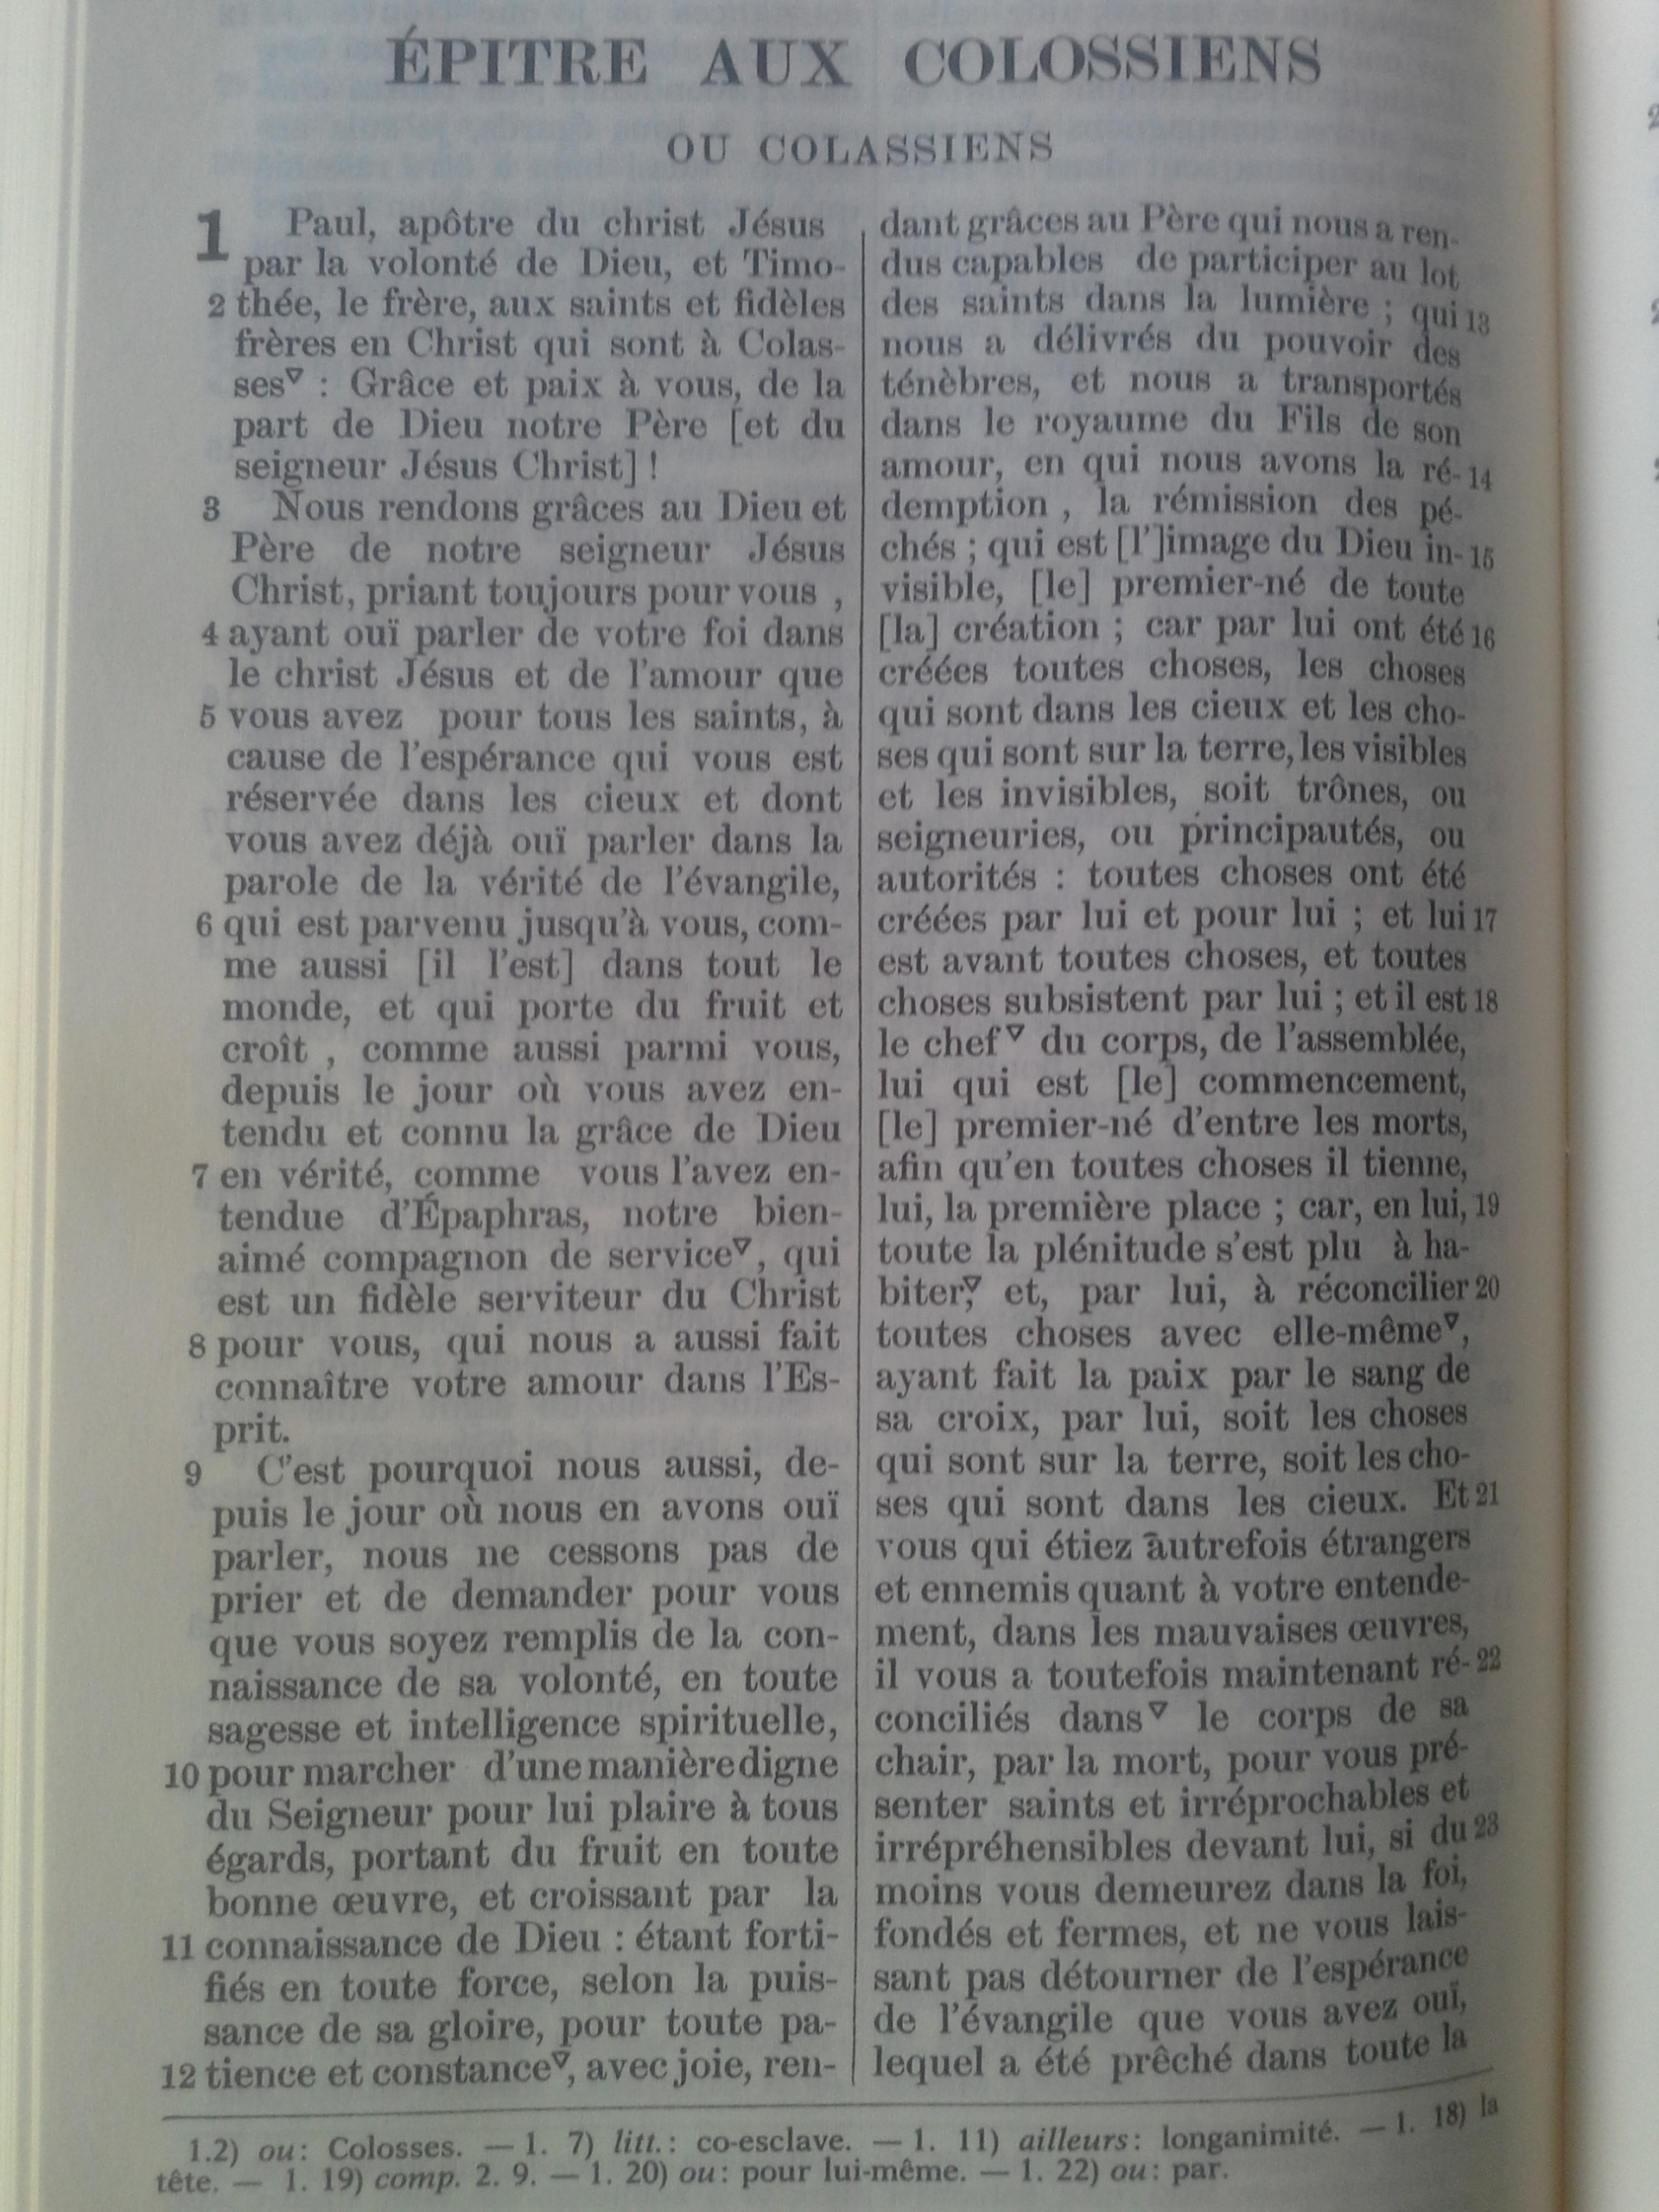 ÉPITRE AUX COLOSSIENS
OU COLASSIENS
1 Paul, apôtre du christ Jésus
par la volonté de Dieu, et Timo-
2 thée, le frère, aux saints et fidèles
frères en Christ qui sont à Colas-
ses▽ : Grâce et paix à vous, de la
part de Dieu notre Père [et du
seigneur Jésus Christ] !
3 Nous rendons grâces au Dieu et
Père de notre seigneur Jésus
Christ, priant toujours pour vous ,
4 ayant ouï parler de votre foi dans
le christ Jésus et de l'amour que
5 vous avez pour tous les saints, à
cause de l'espérance qui vous est
réservée dans les cieux et dont
vous avez déjà ouï parler dans la
parole de la vérité de l'évangile,
6 qui est parvenu jusqu'à vous, com-
me aussi [il l'est] dans tout le
monde, et qui porte du fruit et
croît , comme aussi parmi vous,
depuis le jour où vous avez en-
tendu et connu la grâce de Dieu
7 en vérité, comme vous l'avez en-
tendue d'Épaphras, notre bien-
aimé compagnon de service▽, qui
est un fidèle serviteur du Christ
8 pour vous, qui nous a aussi fait
connaître votre amour dans l'Es-
prit.
9 C'est pourquoi nous aussi, de-
puis le jour où nous en avons ouï
parler, nous ne cessons pas de
prier et de demander pour vous
que vous soyez remplis de la con-
naissance de sa volonté, en toute
sagesse et intelligence spirituelle,
10 pour marcher d'une manière digne
du Seigneur pour lui plaire à tous
égards, portant du fruit en toute
bonne œuvre, et croissant par la
11 connaissance de Dieu : étant forti-
fiés en toute force, selon la puis-
sance de sa gloire, pour toute pa-
12 tience et constance▽, avec joie, ren-
dant grâces au Père qui nous a ren-
dus capables de participer au lot
des saints dans la lumière ; qui 13
nous a délivrés du pouvoir des
ténèbres, et nous a transportés
dans le royaume du Fils de son
amour, en qui nous avons la ré- 14
demption , la rémission des pé-
chés ; qui est [l']image du Dieu in- 15
visible, [le] premier-né de toute
[la] création ; car par lui ont été 16
créées toutes choses, les choses
qui sont dans les cieux et les cho-
ses qui sont sur la terre, les visibles
et les invisibles, soit trônes, ou
seigneuries, ou principautés, ou
autorités : toutes choses ont été
créées par lui et pour lui ; et lui 17
est avant toutes choses, et toutes
choses subsistent par lui ; et il est 18
le chef▽ du corps, de l'assemblée,
lui qui est [le] commencement,
[le] premier-né d'entre les morts,
afin qu'en toutes choses il tienne,
lui, la première place ; car, en lui, 19
toute la plénitude s'est plu à ha-
biter▽, et, par lui, à réconcilier 20
toutes choses avec elle-même▽,
ayant fait la paix par le sang de
sa croix, par lui, soit les choses
qui sont sur la terre, soit les cho-
ses qui sont dans les cieux. Et 21
vous qui étiez autrefois étrangers
et ennemis quant à votre entende-
ment, dans les mauvaises œuvres,
il vous a toutefois maintenant ré- 22
conciliés dans▽ le corps de sa
chair, par la mort, pour vous pré-
senter saints et irréprochables et
irrépréhensibles devant lui, si du 23
moins vous demeurez dans la foi,
fondés et fermes, et ne vous lais-
sant pas détourner de l'espérance
de l'évangile que vous avez ouï,
lequel a été prêché dans toute la
1.2) ou: Colosses. — 1. 7) litt.: co-esclave. — 1. 11) ailleurs: longanimité. — 1. 18) la
tête. — 1. 19) comp. 2. 9. — 1. 20) ou: pour lui-même. — 1. 22) ou: par.